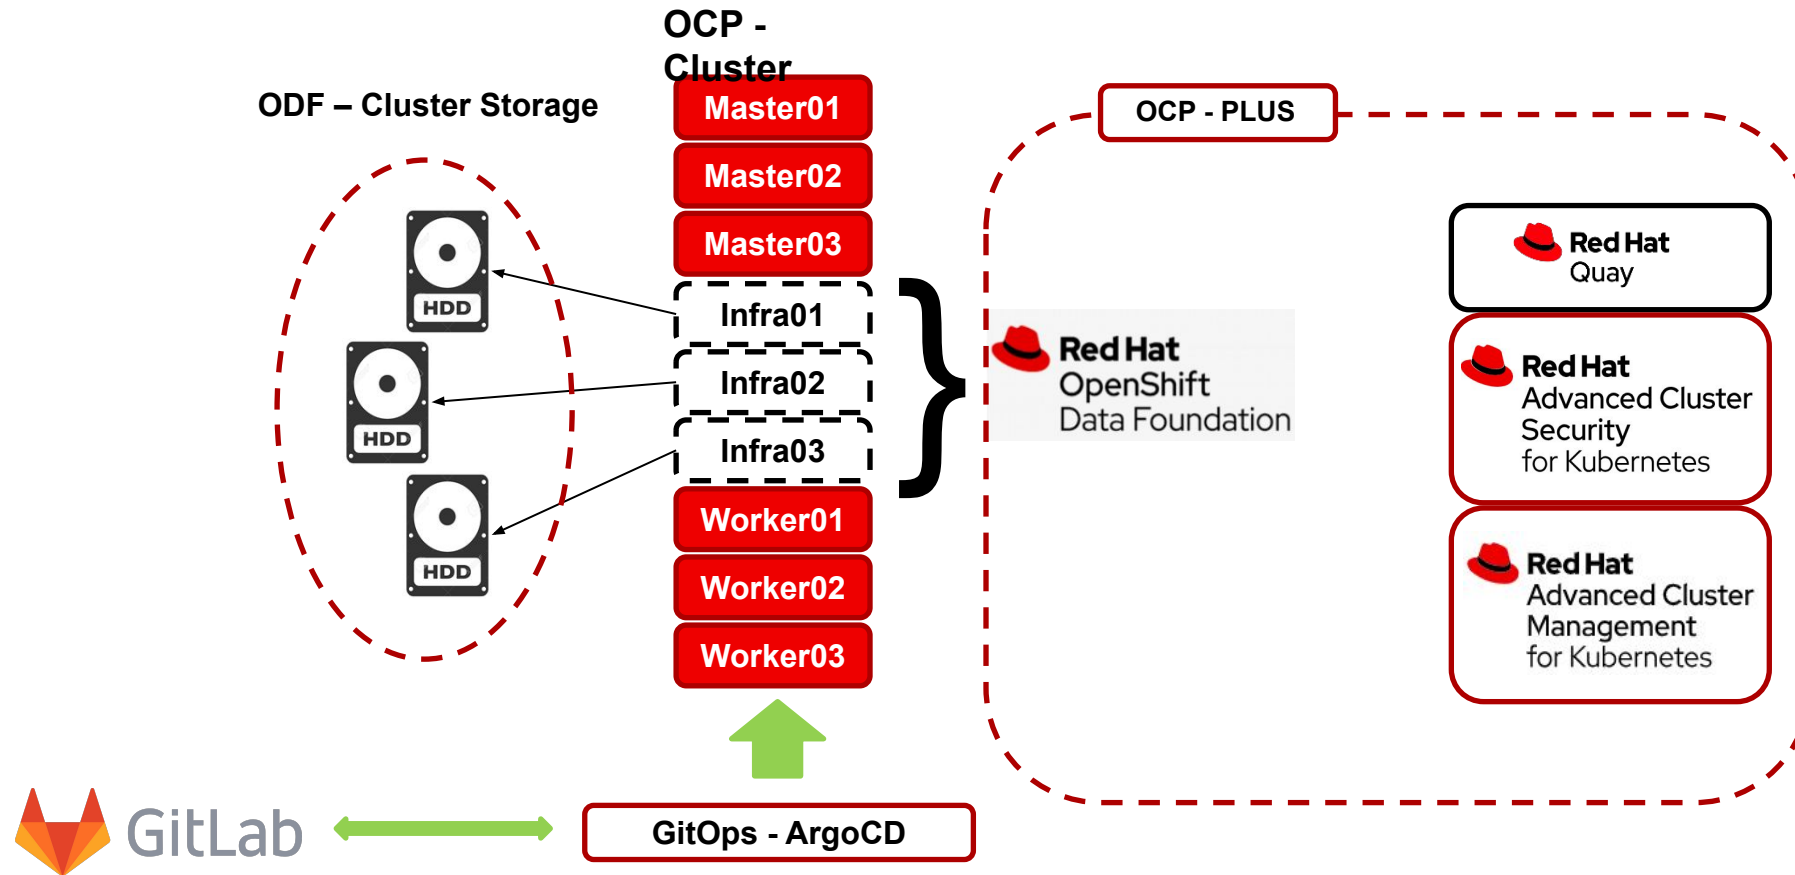 OCP -
Cluster
ODF – Cluster Storage
Master01
Master02
Master03
Infra01
Infra02
Infra03
Worker01
Worker02
Worker03
HDD
HDD
HDD
OCP - PLUS
Red Hat
OpenShift
Data Foundation
Red Hat
Quay
Red Hat
Advanced Cluster
Security
for Kubernetes
Red Hat
Advanced Cluster
Management
for Kubernetes
GitLab
GitOps - ArgoCD